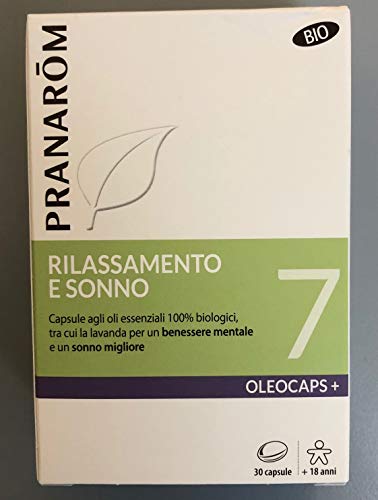 BIO
PRANARŌM
RILASSAMENTO
E SONNO
7
Capsule agli oli essenziali 100% biologici,
tra cui la lavanda per un benessere mentale
e un sonno migliore
OLEOCAPS +
30 capsule
+ 18 anni